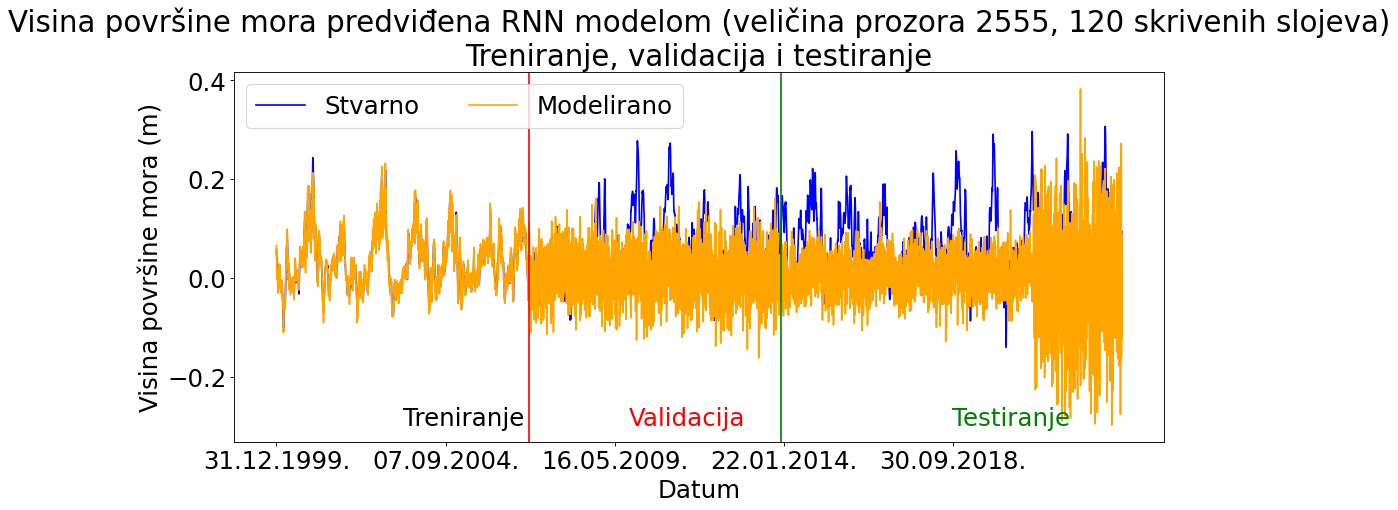 Visina površine mora predviđena RNN modelom (veličina prozora 2555, 120 skrivenih slojeva)
Treniranje, validacija i testiranje
Stvarno
Modelirano
Visina površine mora (m)
0.4
0.2
0.0
−0.2
Treniranje
Validacija
Testiranje
31.12.1999.
07.09.2004.
16.05.2009.
22.01.2014.
30.09.2018.
Datum